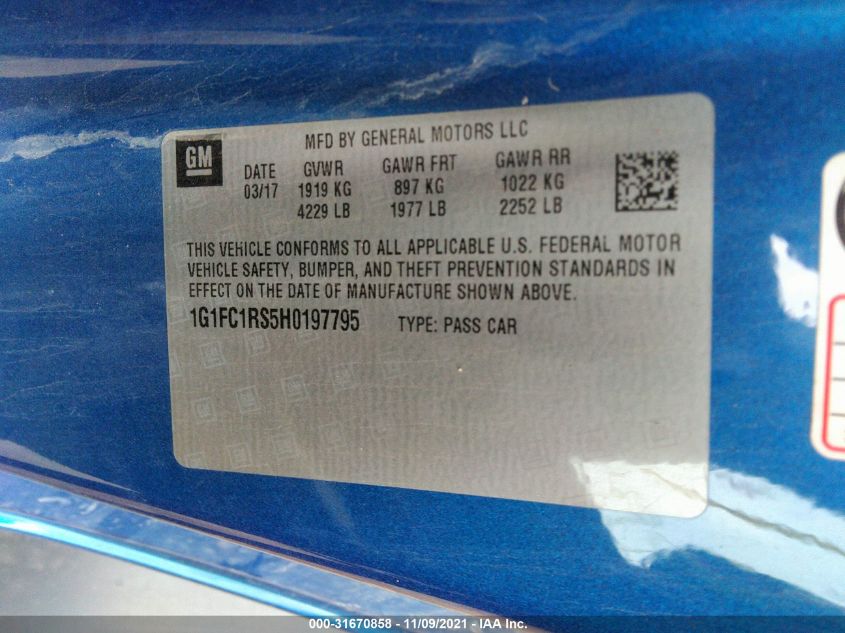 MFD BY GENERAL MOTORS LLC
GM
DATE GVWR GAWR FRT GAWR RR
03/17 1919 KG 897 KG 1022 KG
4229 LB 1977 LB 2252 LB
THIS VEHICLE CONFORMS TO ALL APPLICABLE U.S. FEDERAL MOTOR
VEHICLE SAFETY, BUMPER, AND THEFT PREVENTION STANDARDS IN
EFFECT ON THE DATE OF MANUFACTURE SHOWN ABOVE.
1G1FC1RS5H0197795 TYPE: PASS CAR
000-31670858 - 11/09/2021 - IAA Inc.